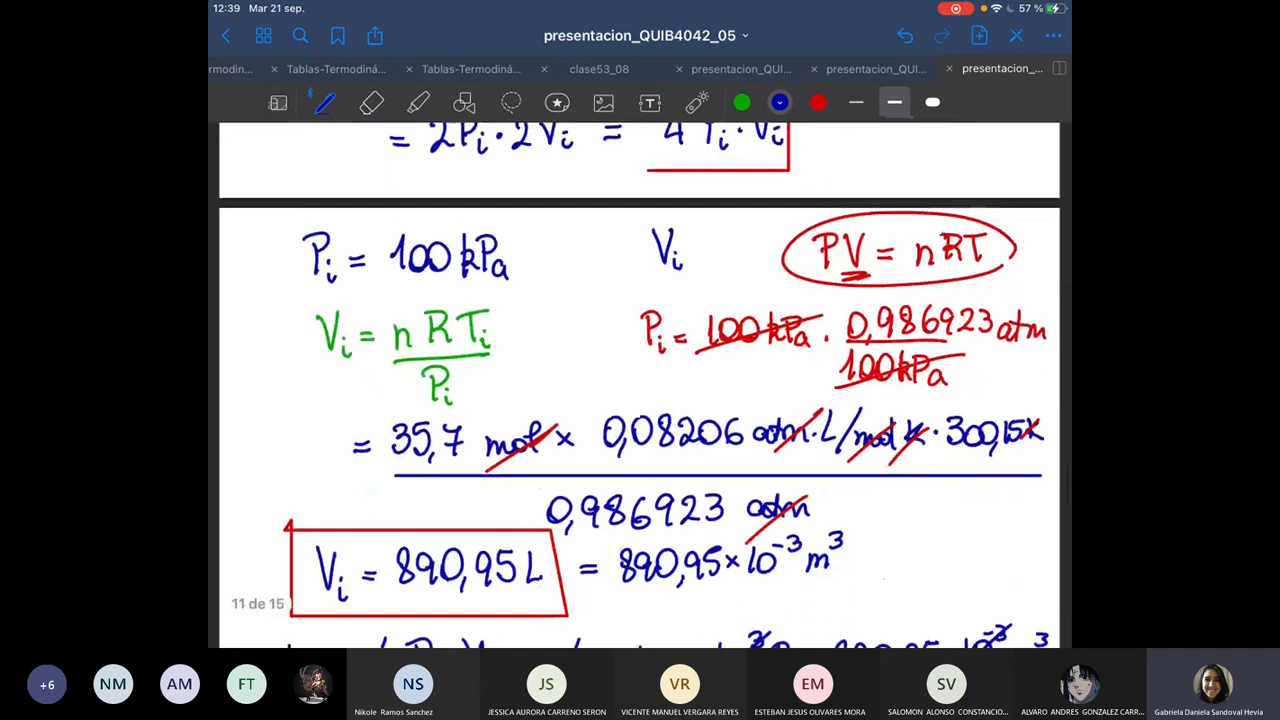 12:39 Mar 21 sep.
57 %
presentacion_QUIB4042_05
ermodin... Tablas-Termodiná... Tablas-Termodiná... clase53_08 presentacion_QUI... presentacion_QUI... presentacion_...
= 2Pi · 2Vi = 4 Pi · Vi
Pi = 100 kPa Vi PV = nRT
Vi = nRTi / Pi
Pi = 100 kPa · 0,986923 atm / 100 kPa
= 35,7 mol × 0,08206 atm·L/mol K · 300,15K
0,986923 atm
Vi = 890,95 L = 890,95×10⁻³ m³
11 de 15
+6 NM AM FT NS JS VR EM SV
Nikole Ramos Sanchez
JESSICA AURORA CARRENO SERON
VICENTE MANUEL VERGARA REYES
ESTEBAN JESUS OLIVARES MORA
SALOMON ALONSO CONSTANCIO...
ALVARO ANDRES GONZALEZ CARR...
Gabriela Daniela Sandoval Hevia